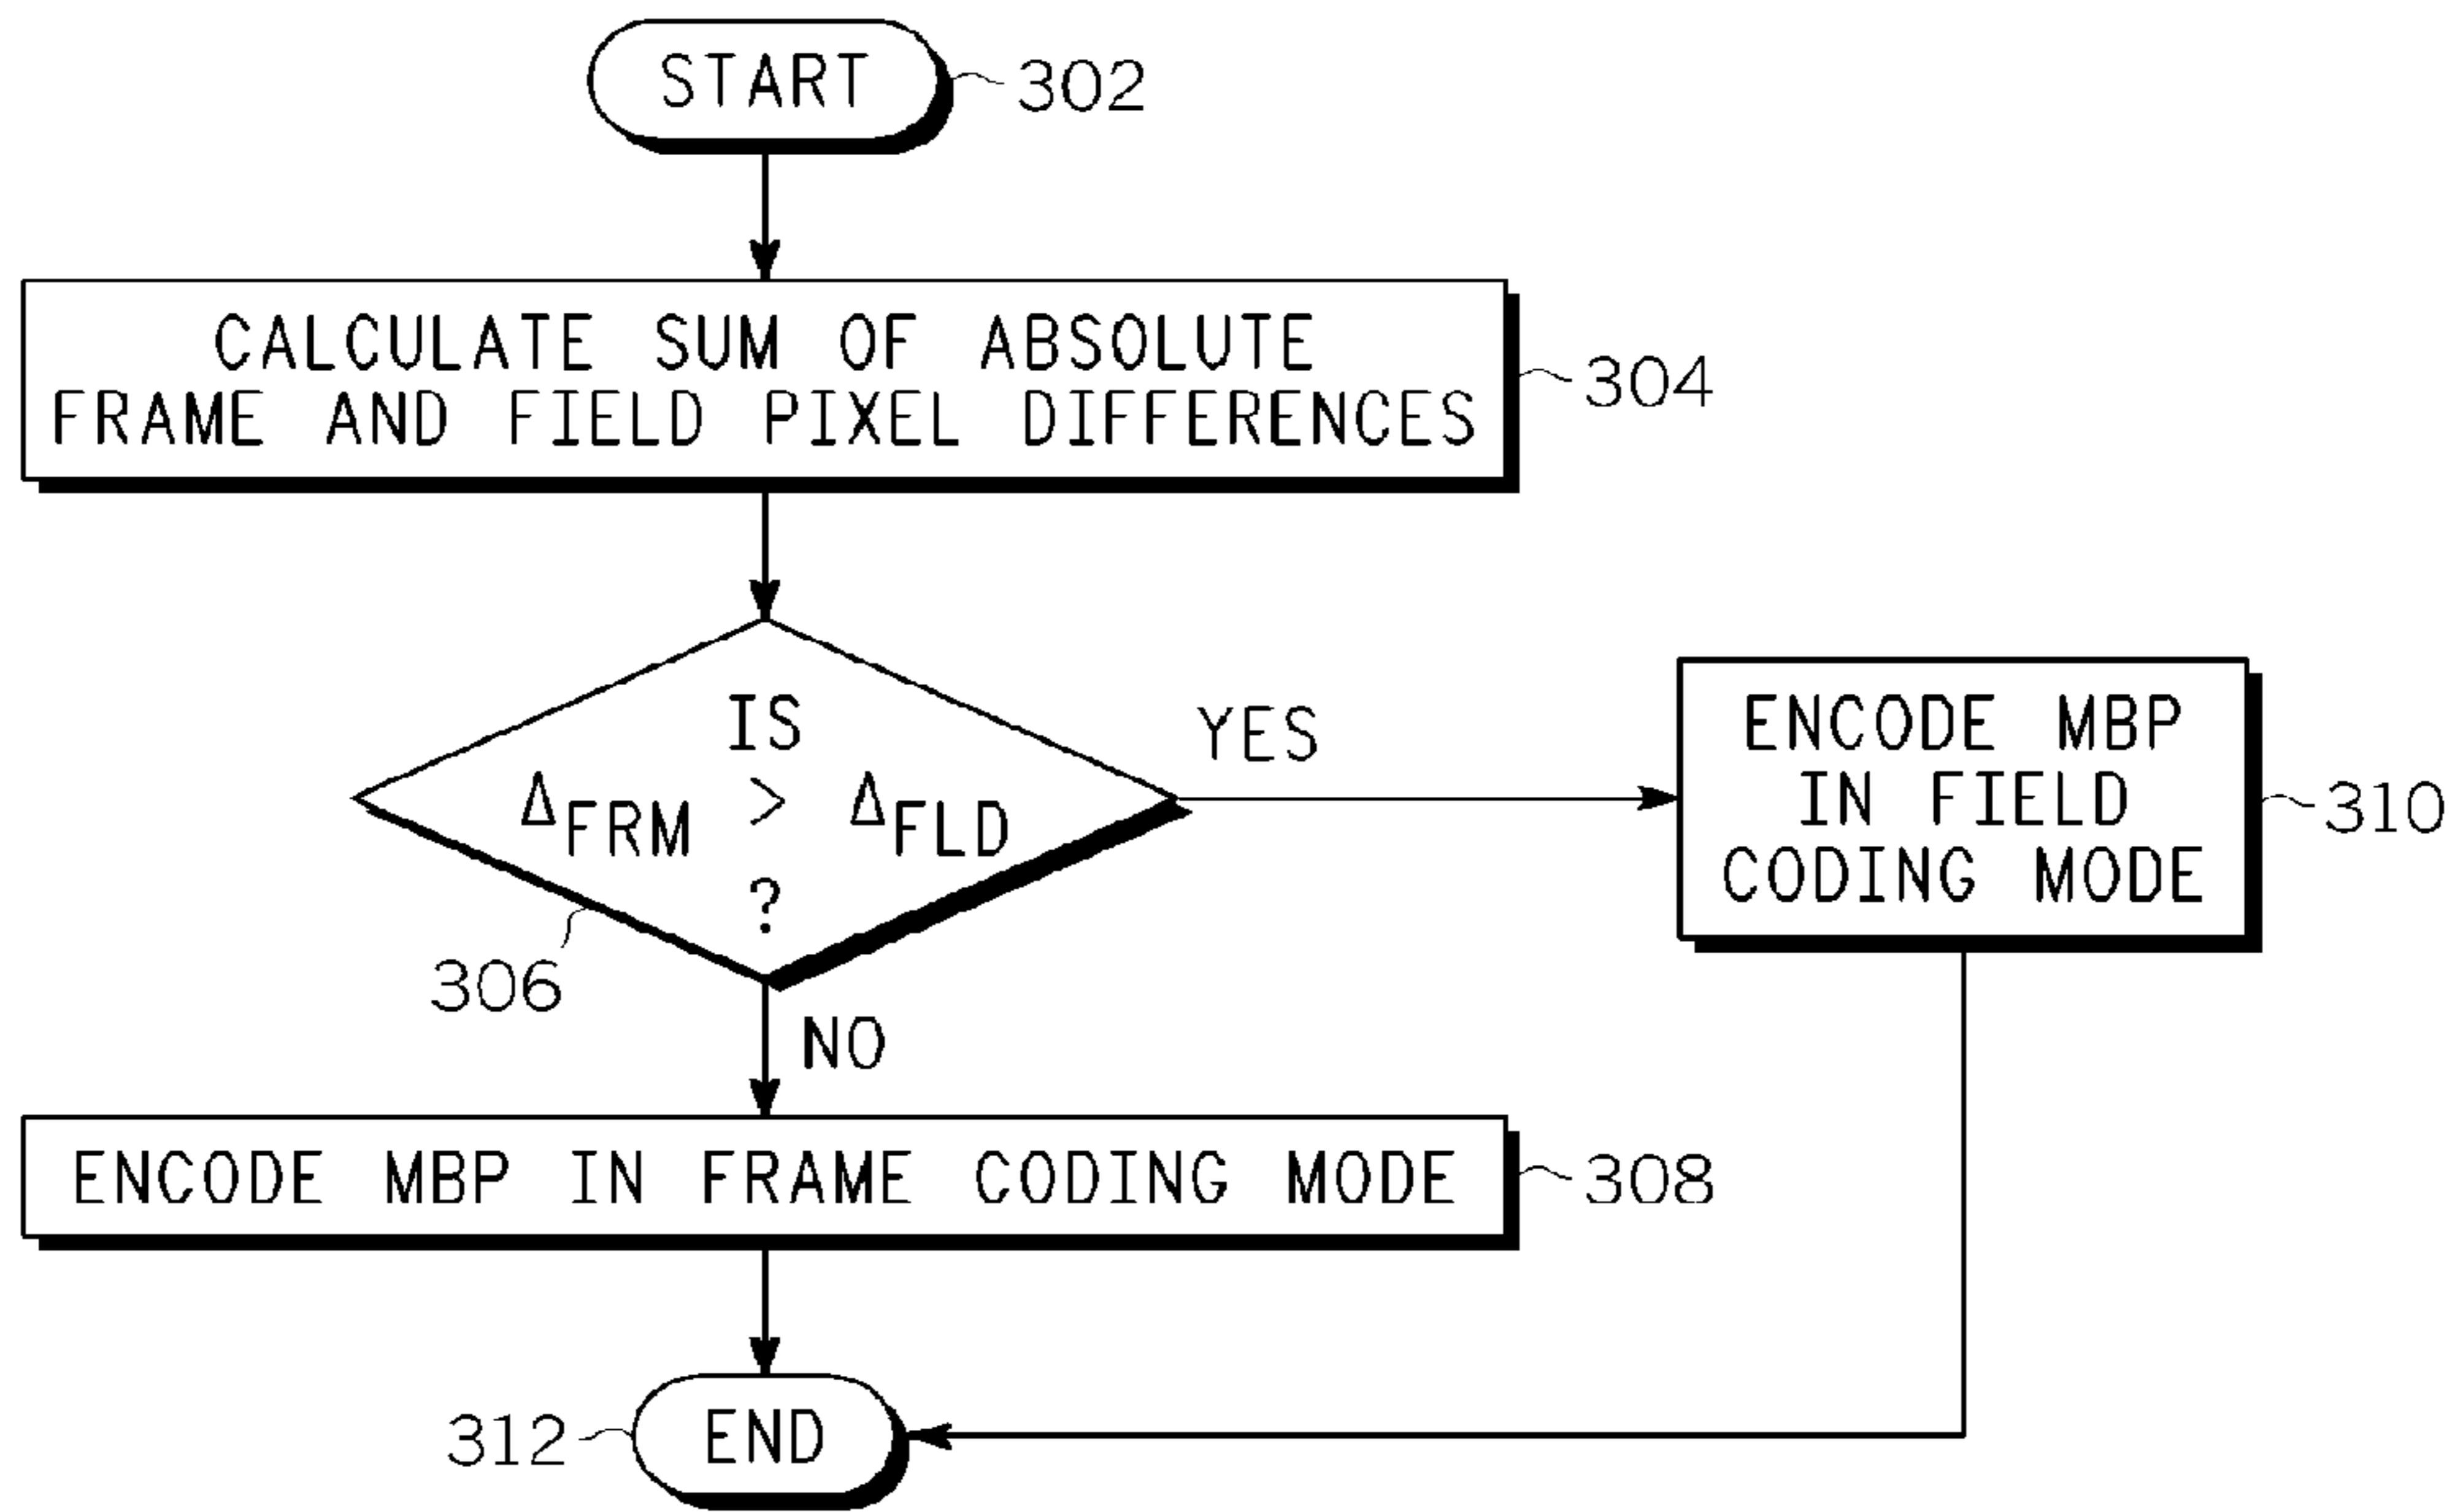 START
302
CALCULATE SUM OF ABSOLUTE
FRAME AND FIELD PIXEL DIFFERENCES
304
IS
ΔFRM > ΔFLD
?
306
YES
ENCODE MBP
IN FIELD
CODING MODE
310
NO
ENCODE MBP IN FRAME CODING MODE
308
END
312